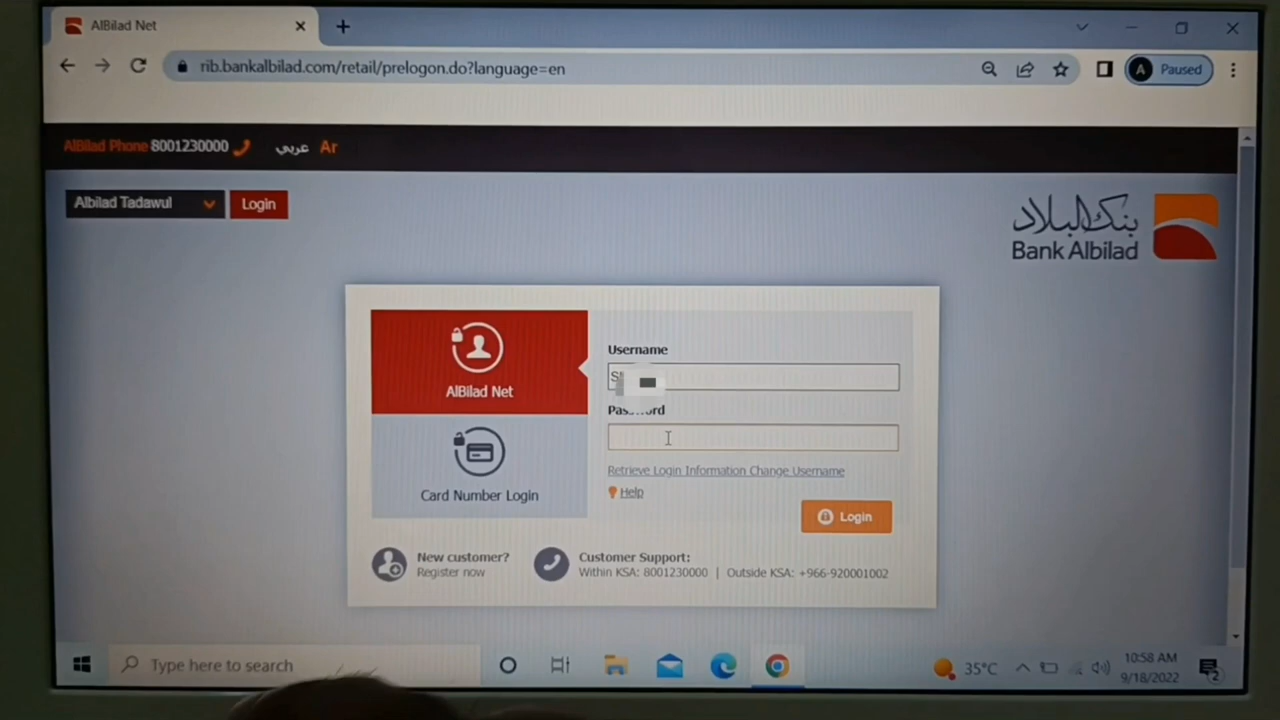 AlBilad Net
rib.bankalbilad.com/retail/prelogon.do?language=en
A Paused
AlBilad Phone 8001230000 عربي Ar
Albilad Tadawul Login
بنك البلاد
Bank Albilad
AlBilad Net
Card Number Login
Username
Password
Retrieve Login Information Change Username
Help
Login
New customer?
Register now
Customer Support:
Within KSA: 8001230000 | Outside KSA: +966-920001002
Type here to search
35°C
10:58 AM
9/18/2022
2